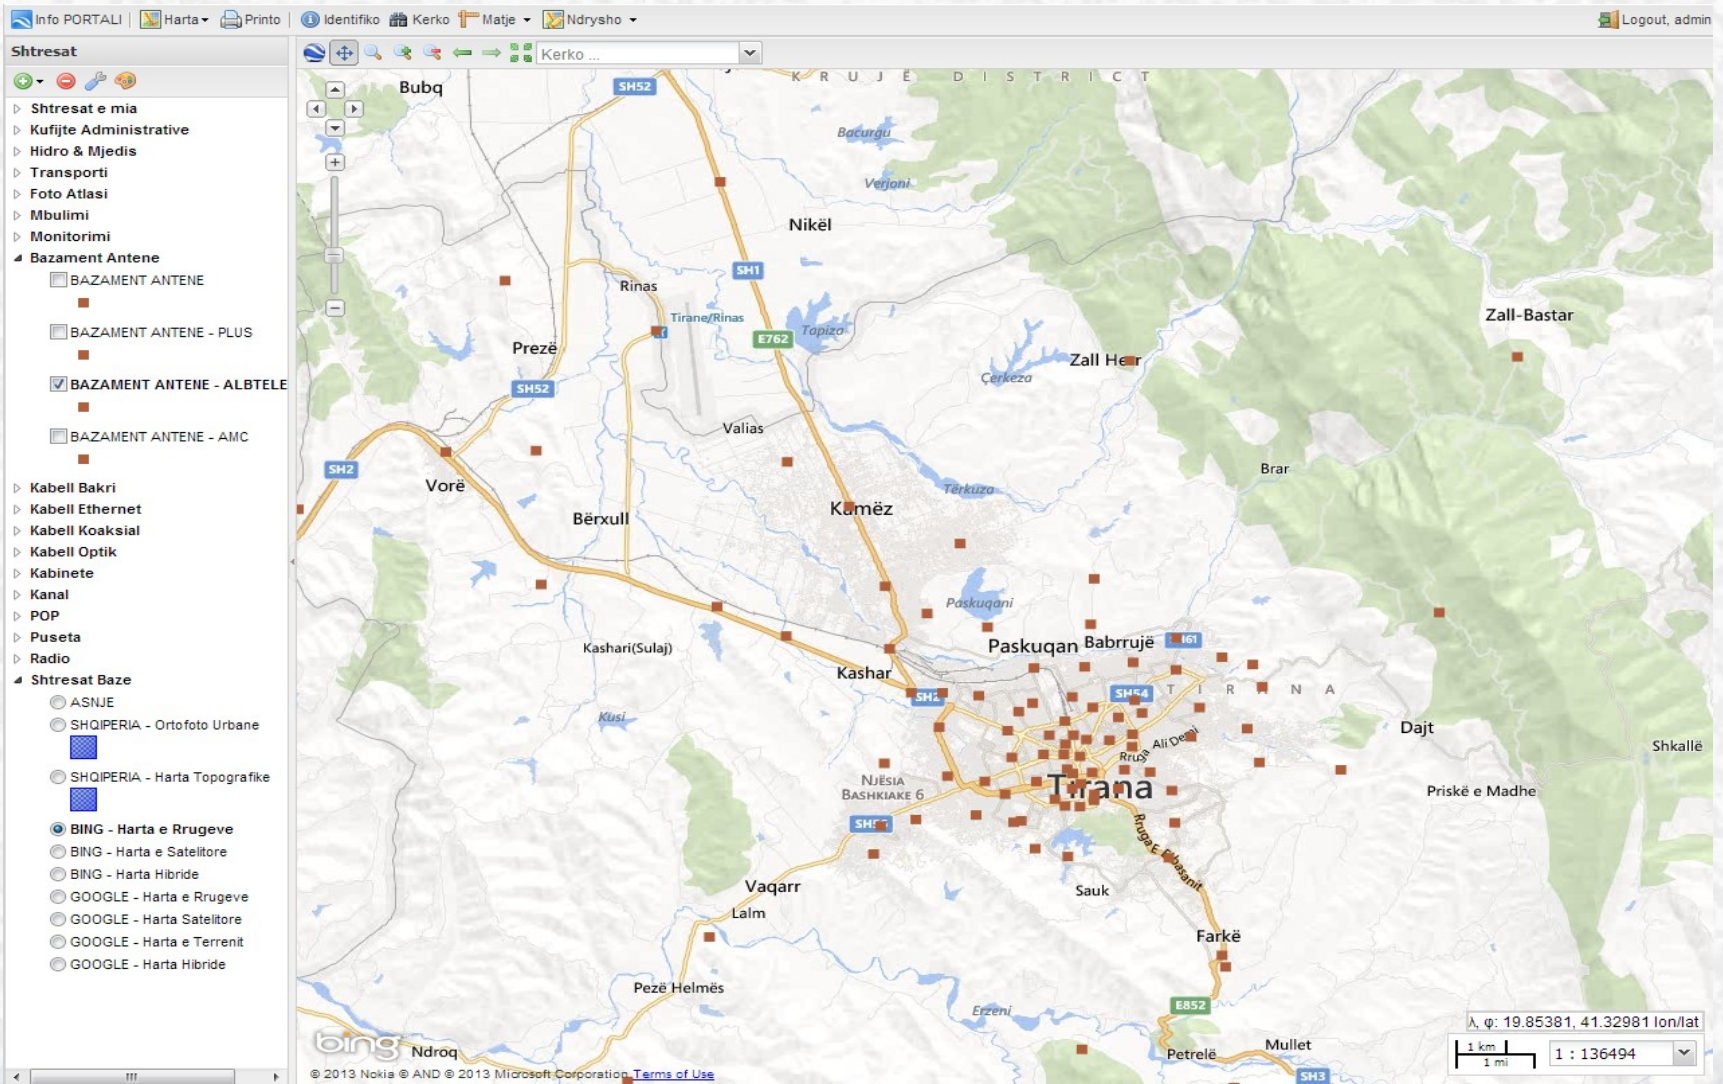 Info PORTALI Harta Printo Identifiko Kerko Matje Ndrysho Logout, admin
Shtresat
Kerko ...
Shtresat e mia
Kufijte Administrative
Hidro & Mjedis
Transporti
Foto Atlasi
Mbulimi
Monitorimi
Bazament Antene
BAZAMENT ANTENE
BAZAMENT ANTENE - PLUS
BAZAMENT ANTENE - ALBTELE
BAZAMENT ANTENE - AMC
Kabell Bakri
Kabell Ethernet
Kabell Koaksial
Kabell Optik
Kabinete
Kanal
POP
Puseta
Radio
Shtresat Baze
ASNJE
SHQIPERIA - Ortofoto Urbane
SHQIPERIA - Harta Topografike
BING - Harta e Rrugeve
BING - Harta e Satelitore
BING - Harta Hibride
GOOGLE - Harta e Rrugeve
GOOGLE - Harta Satelitore
GOOGLE - Harta e Terrenit
GOOGLE - Harta Hibride
KRUJË DISTRICT
Bubq
SH52
Bacurgu
Verjoni
Nikël
SH1
Rinas
Tirane/Rinas
Tapiza
E762
Zall-Bastar
Prezë
Zall Herr
Çerkeza
SH52
Valias
SH2
Brar
Vorë
Tërkuza
Kamëz
Bërxull
Paskuqani
Kashari(Sulaj)
Paskuqan
Babrrujë
Kashar
SH2
SH54
TIRANA
Kusi
Dajt
Ali Demi
Rruga
Shkallë
NJËSIA
BASHKIAKE 6
Tirana
Priskë e Madhe
Rruga E Elbasanit
Vaqarr
Sauk
Lalm
Farkë
Pezë Helmës
E852
Erzeni
λ, φ: 19.85381, 41.32981 lon/lat
bing
Ndroq
Petrelë
Mullet
1 km
1 mi
1 : 136494
© 2013 Nokia © AND © 2013 Microsoft Corporation Terms of Use
SH3